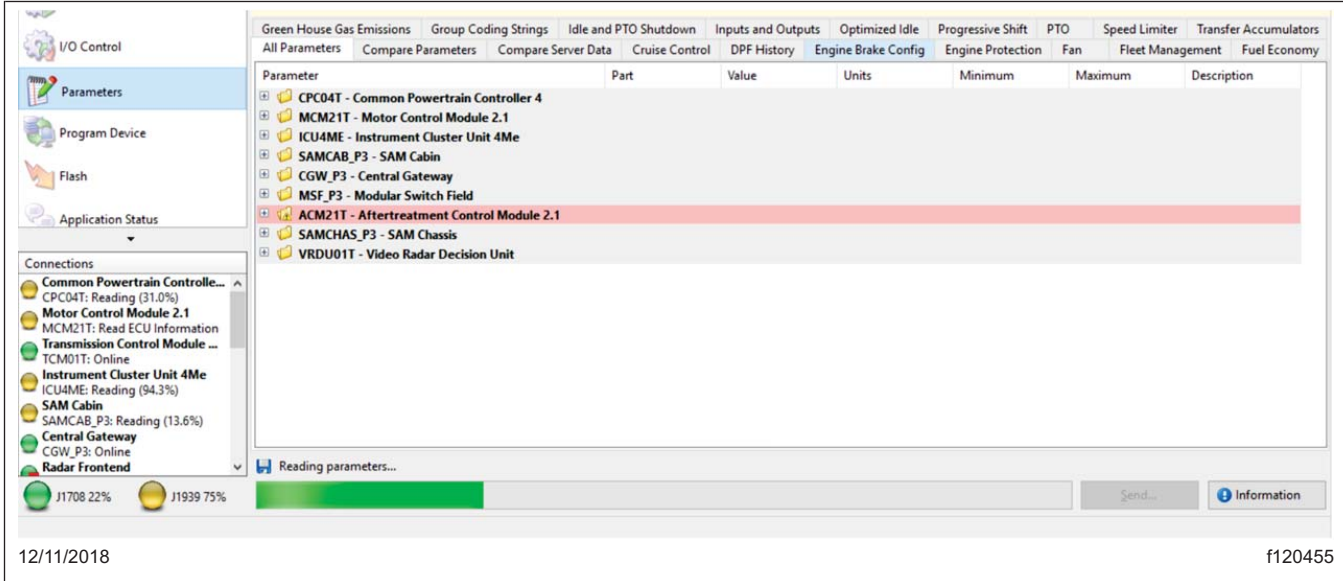 Green House Gas Emissions Group Coding Strings Idle and PTO Shutdown Inputs and Outputs Optimized Idle Progressive Shift PTO Speed Limiter Transfer Accumulators
All Parameters Compare Parameters Compare Server Data Cruise Control DPF History Engine Brake Config Engine Protection Fan Fleet Management Fuel Economy
I/O Control
Parameters
Program Device
Flash
Application Status
Parameter Part Value Units Minimum Maximum Description
CPC04T - Common Powertrain Controller 4
MCM21T - Motor Control Module 2.1
ICU4ME - Instrument Cluster Unit 4Me
SAMCAB_P3 - SAM Cabin
CGW_P3 - Central Gateway
MSF_P3 - Modular Switch Field
ACM21T - Aftertreatment Control Module 2.1
SAMCHAS_P3 - SAM Chassis
VRDU01T - Video Radar Decision Unit
Connections
Common Powertrain Controlle...
CPC04T: Reading (31.0%)
Motor Control Module 2.1
MCM21T: Read ECU Information
Transmission Control Module ...
TCM01T: Online
Instrument Cluster Unit 4Me
ICU4ME: Reading (94.3%)
SAM Cabin
SAMCAB_P3: Reading (13.6%)
Central Gateway
CGW_P3: Online
Radar Frontend
Reading parameters...
J1708 22% J1939 75%
Send... Information
12/11/2018 f120455